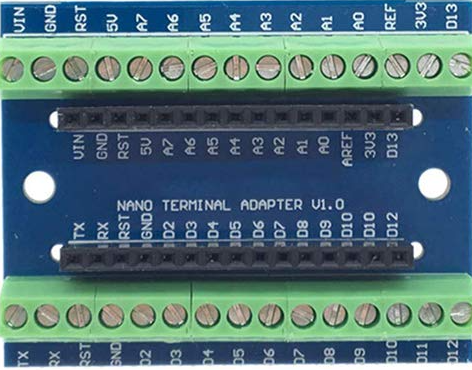 VIN GND RST 5V A7 A6 A5 A4 A3 A2 A1 A0 REF 3V3 D13
VIN GND RST 5V A7 A6 A5 A4 A3 A2 A1 A0 AREF 3V3 D13
NANO TERMINAL ADAPTER V1.0
TX RX RST GND D2 D3 D4 D5 D6 D7 D8 D9 D10 D10 D12
TX RX RST GND D2 D3 D4 D5 D6 D7 D8 D9 D10 D11 D12